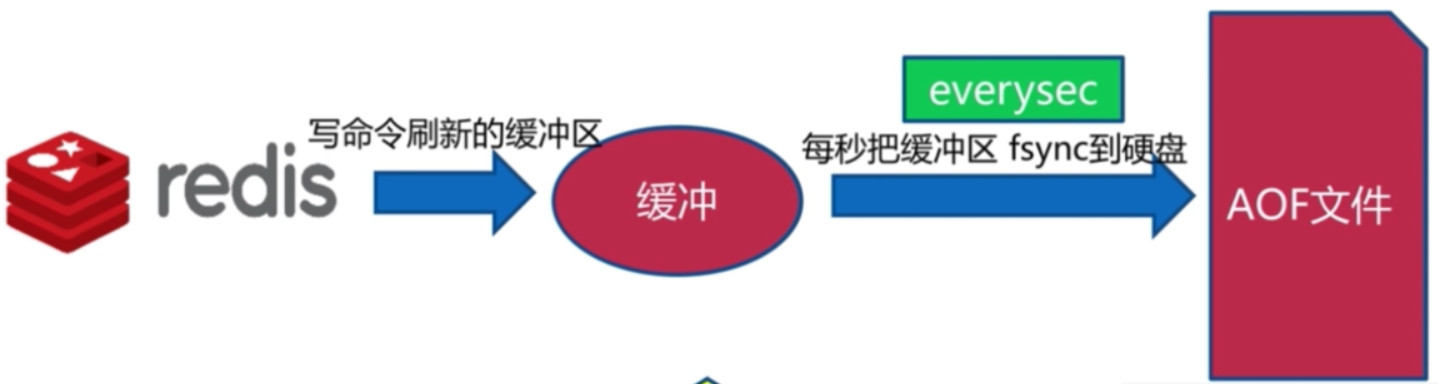 everysec
写命令刷新的缓冲区
每秒把缓冲区 fsync到硬盘
redis
缓冲
AOF文件